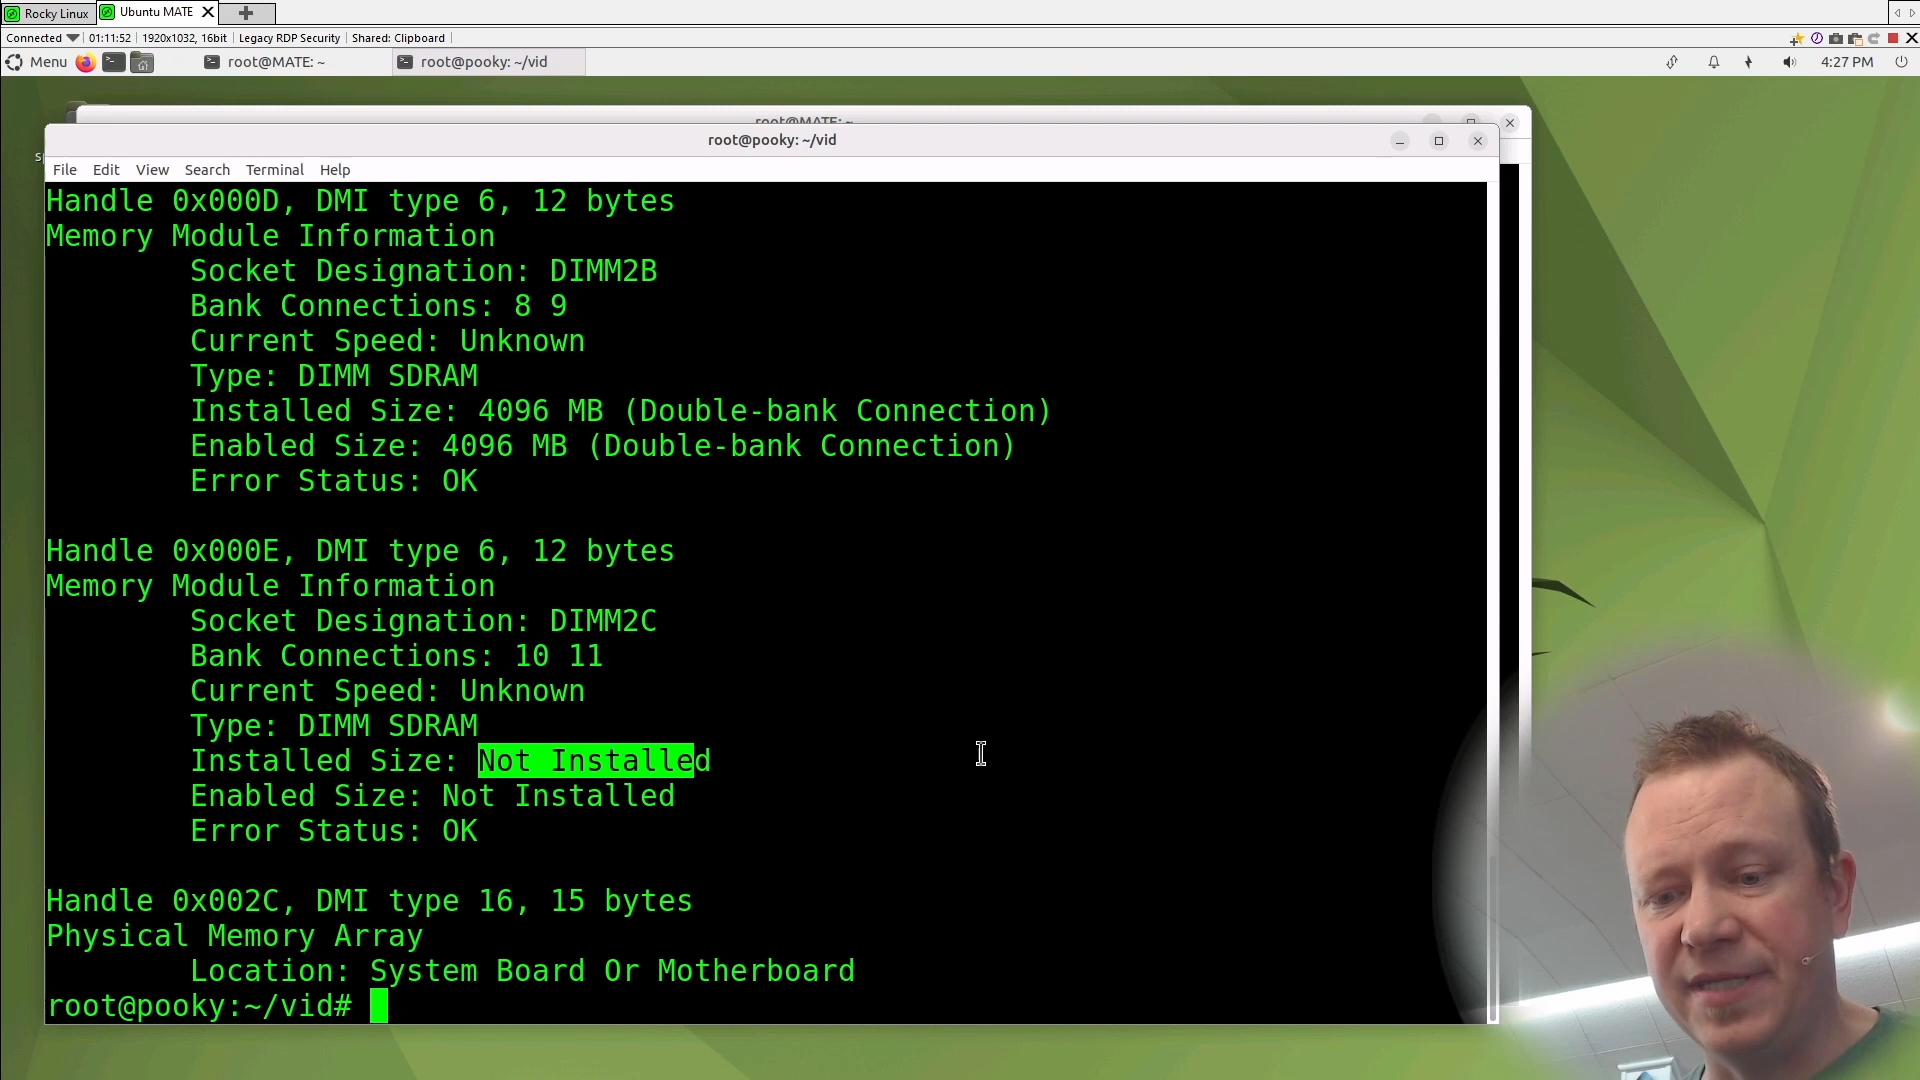 Rocky Linux
Ubuntu MATE
Connected 01:11:52 1920x1032, 16bit Legacy RDP Security Shared: Clipboard
Menu root@MATE: ~ root@pooky: ~/vid 4:27 PM
root@MATE: ~
root@pooky: ~/vid
File Edit View Search Terminal Help
Handle 0x000D, DMI type 6, 12 bytes
Memory Module Information
Socket Designation: DIMM2B
Bank Connections: 8 9
Current Speed: Unknown
Type: DIMM SDRAM
Installed Size: 4096 MB (Double-bank Connection)
Enabled Size: 4096 MB (Double-bank Connection)
Error Status: OK
Handle 0x000E, DMI type 6, 12 bytes
Memory Module Information
Socket Designation: DIMM2C
Bank Connections: 10 11
Current Speed: Unknown
Type: DIMM SDRAM
Installed Size: Not Installed
Enabled Size: Not Installed
Error Status: OK
Handle 0x002C, DMI type 16, 15 bytes
Physical Memory Array
Location: System Board Or Motherboard
root@pooky:~/vid#